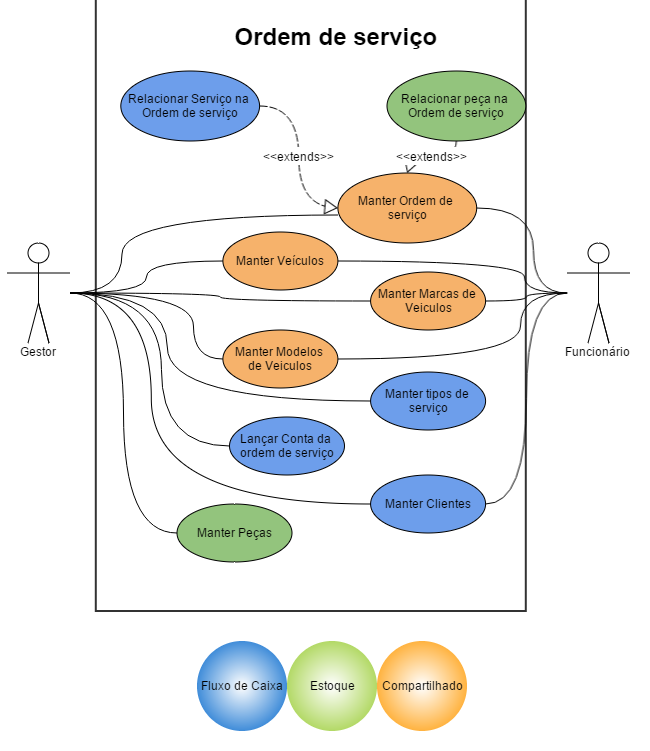 Ordem de serviço
Relacionar Serviço na
Ordem de serviço
Relacionar peça na
Ordem de serviço
<<extends>>
<<extends>>
Manter Ordem de
serviço
Manter Veículos
Manter Marcas de
Veiculos
Gestor
Funcionário
Manter Modelos
de Veiculos
Manter tipos de
serviço
Lançar Conta da
ordem de serviço
Manter Clientes
Manter Peças
Fluxo de Caixa
Estoque
Compartilhado